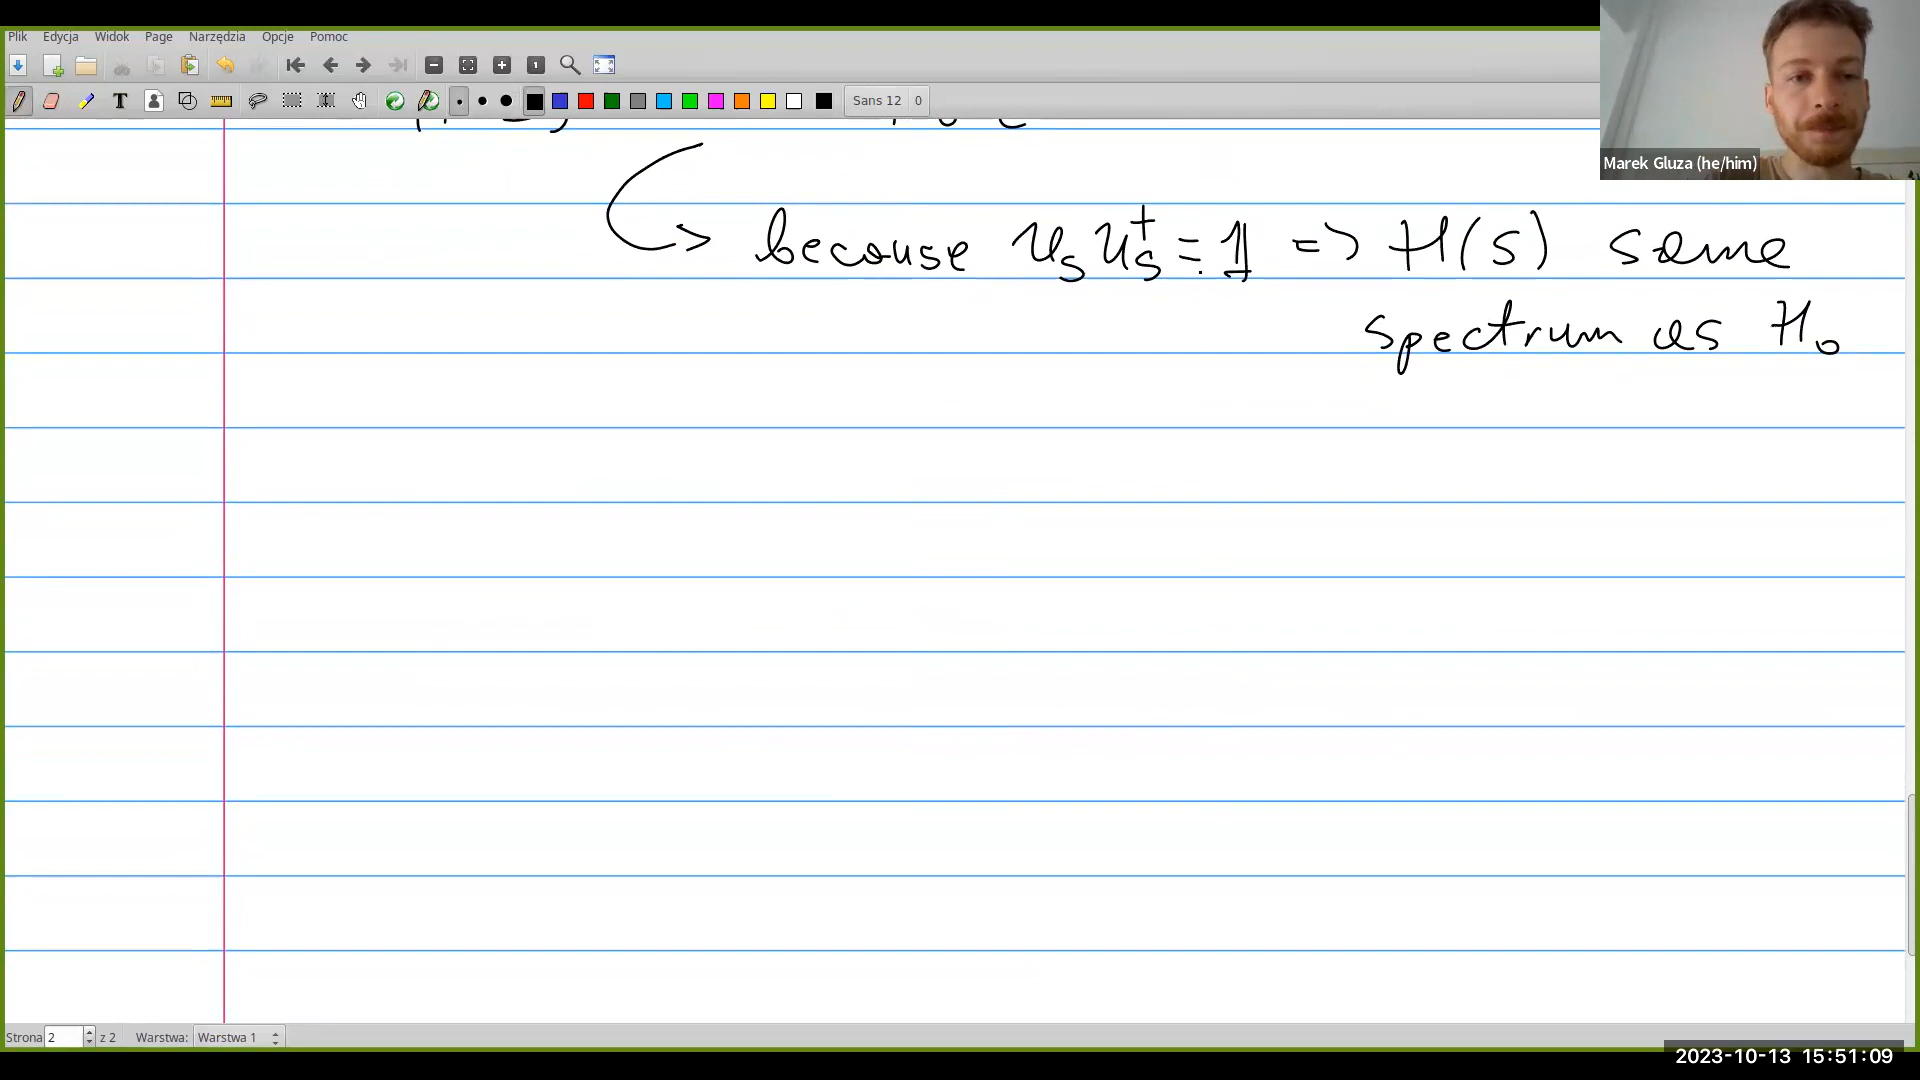 Plik Edycja Widok Page Narzędzia Opcje Pomoc
T Sans 12 0
Marek Gluza (he/him)
because U_s U_s^† = 𝟙 => H(s) same
spectrum as H_0
Strona 2 z 2 Warstwa: Warstwa 1
2023-10-13 15:51:09